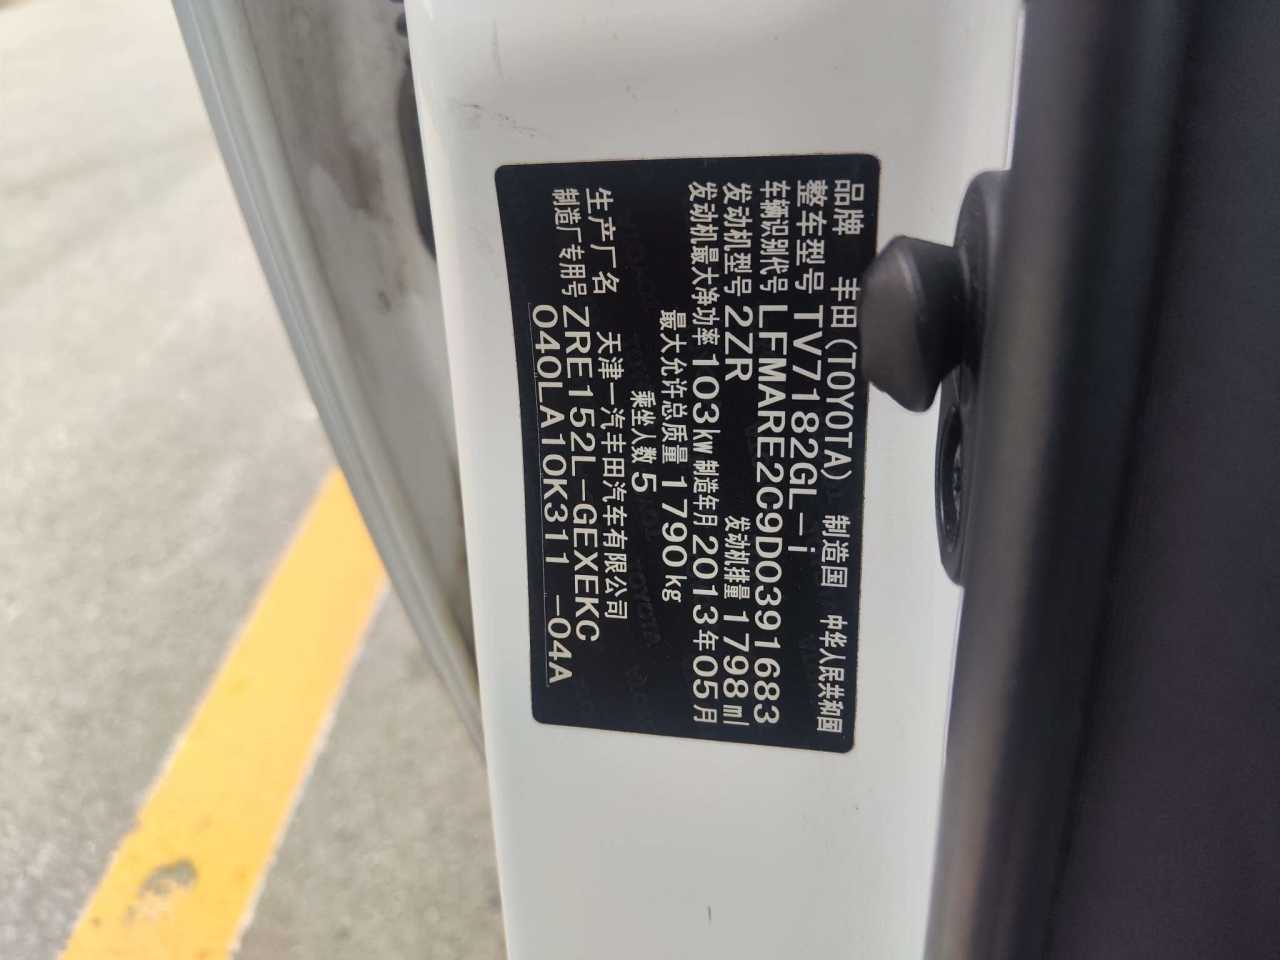 品牌 丰田(TOYOTA) 制造国 中华人民共和国
整车型号 TV7182GL-i
车辆识别代号 LFMARE2C9D0391683
发动机型号 2ZR 发动机排量 1798ml
发动机最大净功率 103kW 制造年月 2013年05月
最大允许总质量 1790kg
乘坐人数 5
生产厂名 天津一汽丰田汽车有限公司
制造厂专用号 ZRE152L-GEXEKC
040LA10K311 -04A